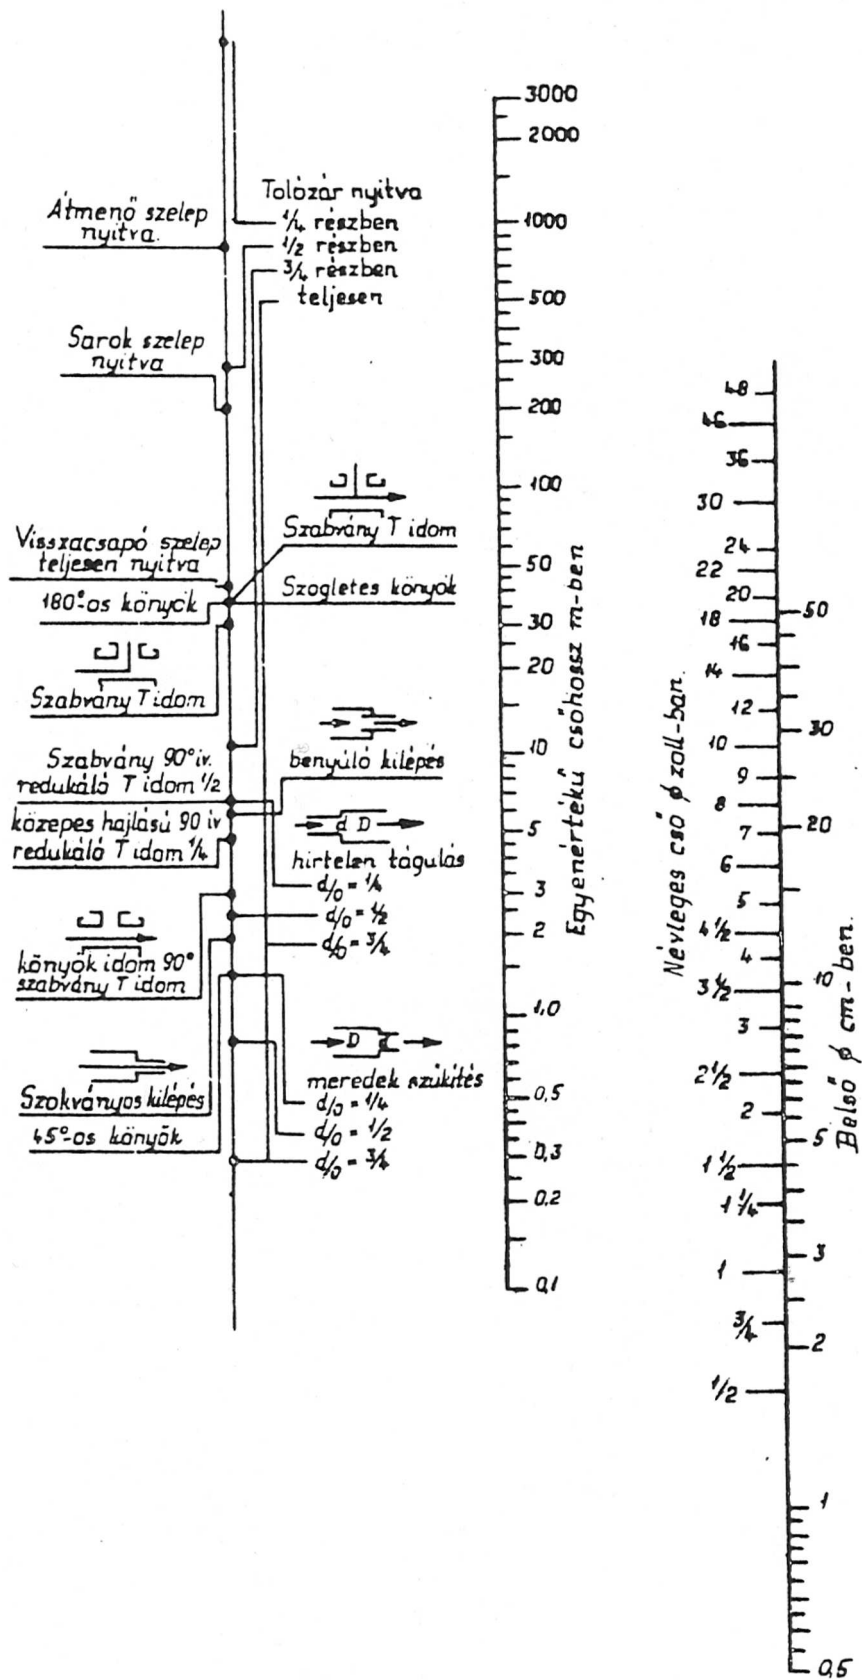 Tolózár nyitva
1/4 részben
1/2 részben
3/4 részben
teljesen
Átmenő szelep
nyitva.
Sarok szelep
nyitva
Szabvány T idom
Visszacsapó szelep
teljesen nyitva
180°-os könyök
Szogletes könyök
Szabvány T idom
benyúló kilépés
Szabvány 90° ív.
redukáló T idom 1/2
közepes hajlású 90 ív
redukáló T idom 1/4
d D
hirtelen tágulás
d/D = 1/4
d/D = 1/2
d/D = 3/4
könyök idom 90°
szabvány T idom
D
meredek szűkítés
d/D = 1/4
d/D = 1/2
d/D = 3/4
Szokványos kilépés
45°-os könyök
3000
2000
1000
500
300
200
100
50
30
20
10
5
3
2
1,0
0,5
0,3
0,2
0,1
Egyenértékű csőhossz m-ben
48
46
36
30
24
22
20
18
16
14
12
10
9
8
7
6
5
4 1/2
4
3 1/2
3
2 1/2
2
1 1/2
1 1/4
1
3/4
1/2
Névleges cső ϕ zoll-ban.
50
30
20
10
5
3
2
1
0,5
Belső ϕ cm-ben.